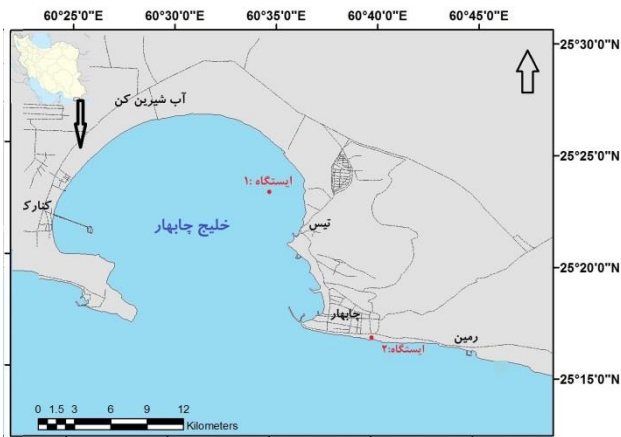 60°25'0"E 60°30'0"E 60°35'0"E 60°40'0"E 60°45'0"E
25°30'0"N
آب شیرین کن
25°25'0"N
ایستگاه :۱
کنارک
خلیج چابهار
تیس
25°20'0"N
چابهار
رمین
ایستگاه:۲
25°15'0"N
0 1.5 3 6 9 12
Kilometers